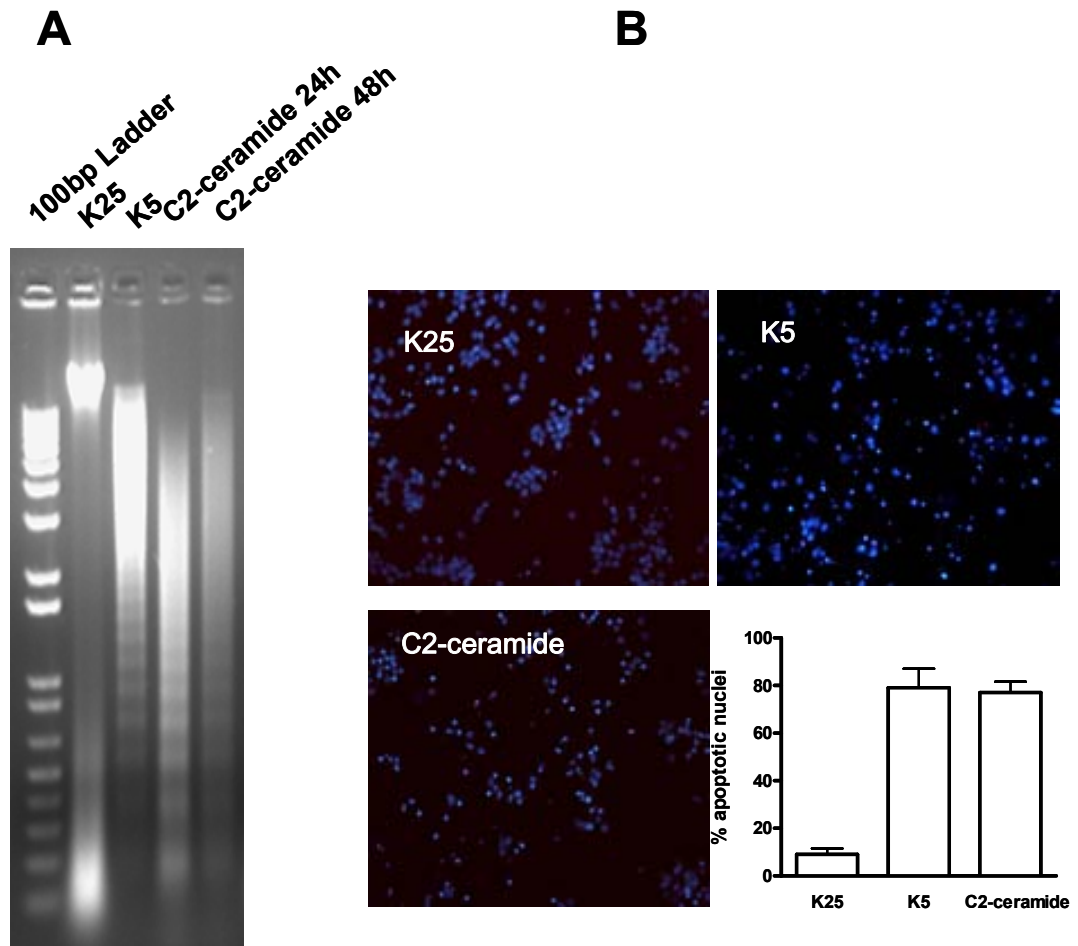 A
B
100bp Ladder
K25
K5
C2-ceramide 24h
C2-ceramide 48h
K25
K5
C2-ceramide
% apoptotic nuclei
100
80
60
40
20
0
K25
K5
C2-ceramide